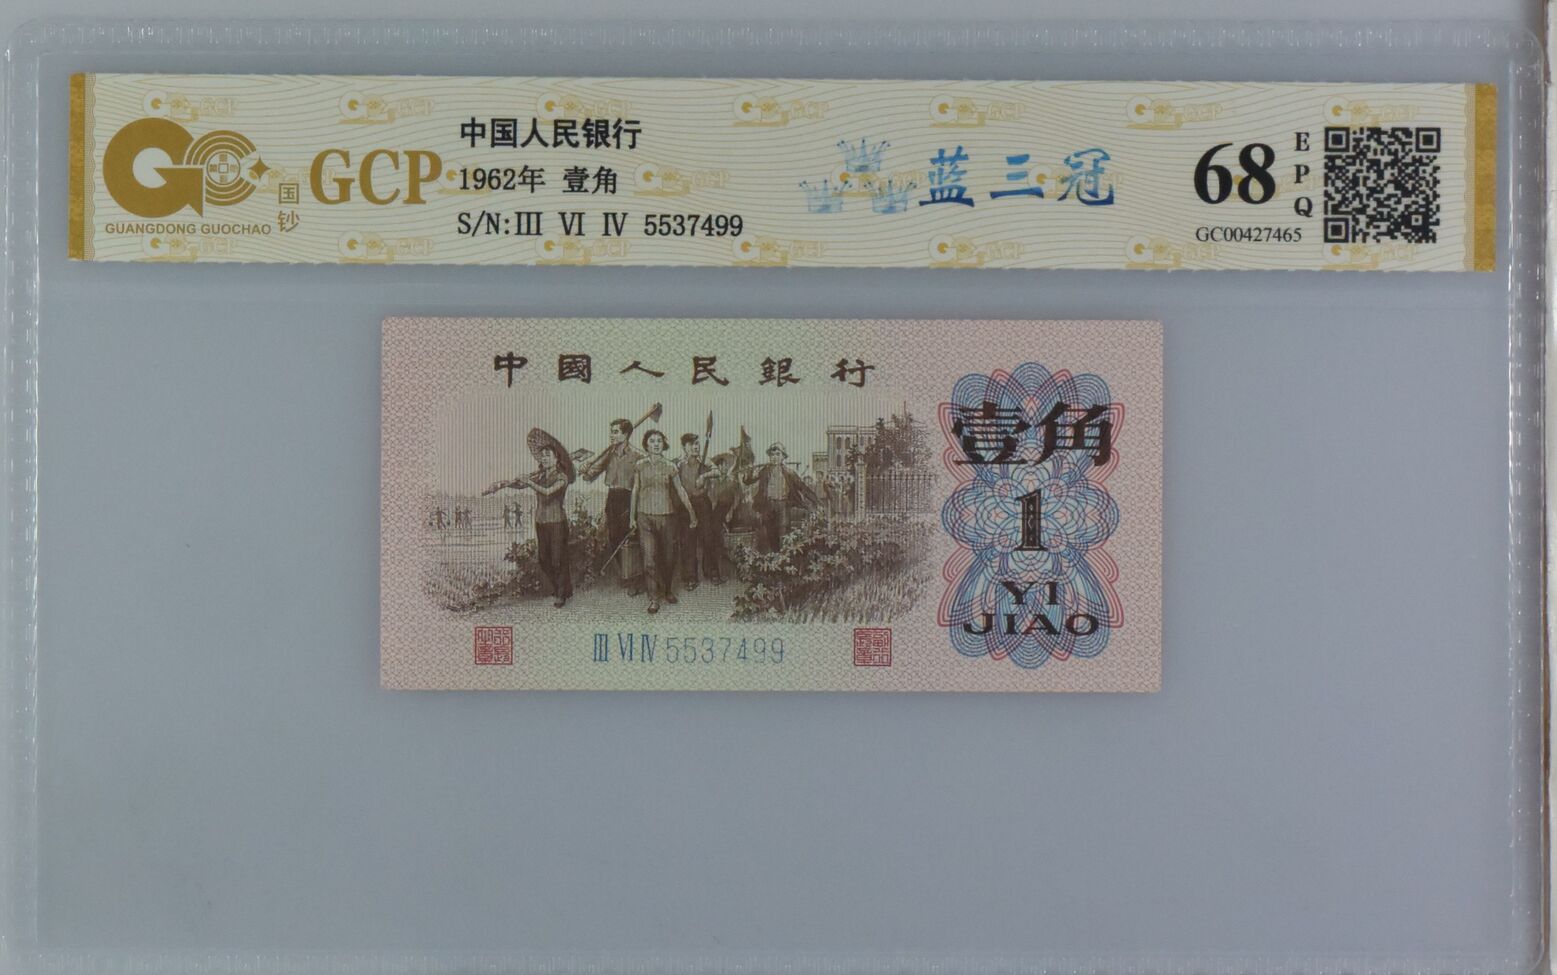 GCP
国钞
GUANGDONG GUOCHAO
中国人民银行
1962年 壹角
S/N:Ⅲ Ⅵ Ⅳ 5537499
蓝三冠
68
EPQ
GC00427465
中國人民銀行
壹角
1
YI
JIAO
Ⅲ Ⅵ Ⅳ 5537499